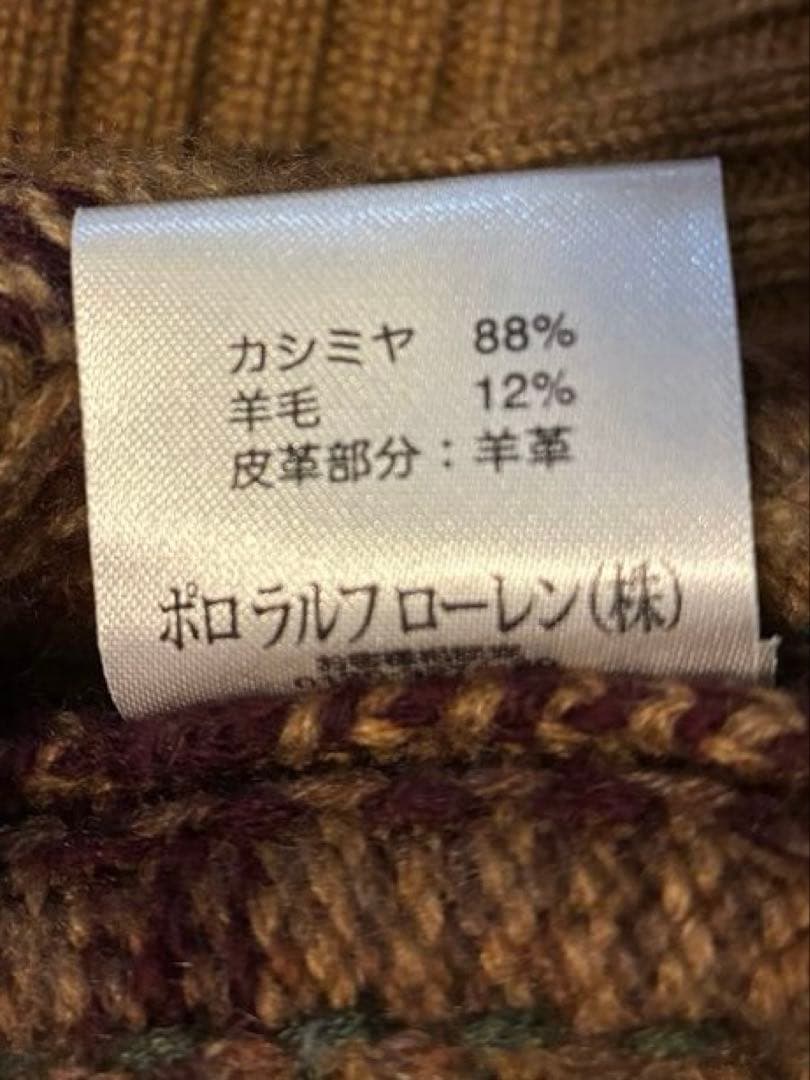 カシミヤ 88%
羊毛 12%
皮革部分：羊革
ポロ ラルフ ローレン(株)